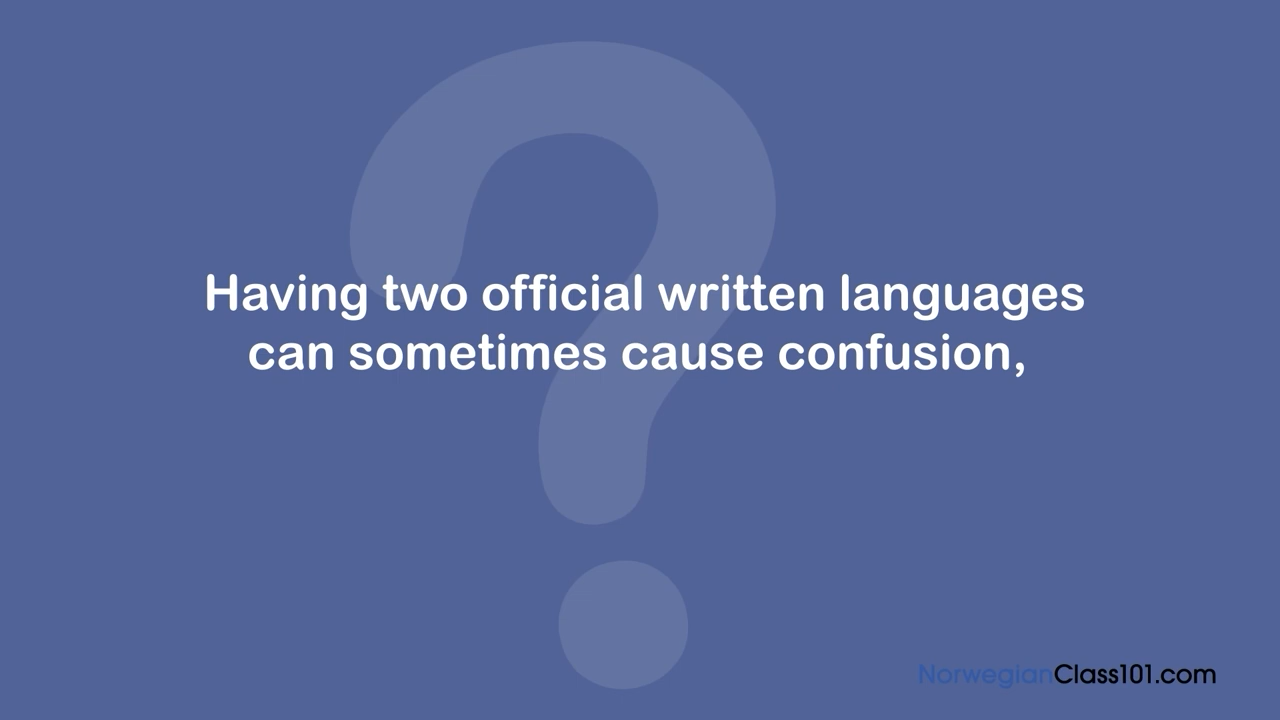 Having two official written languages
can sometimes cause confusion,
NorwegianClass101.com